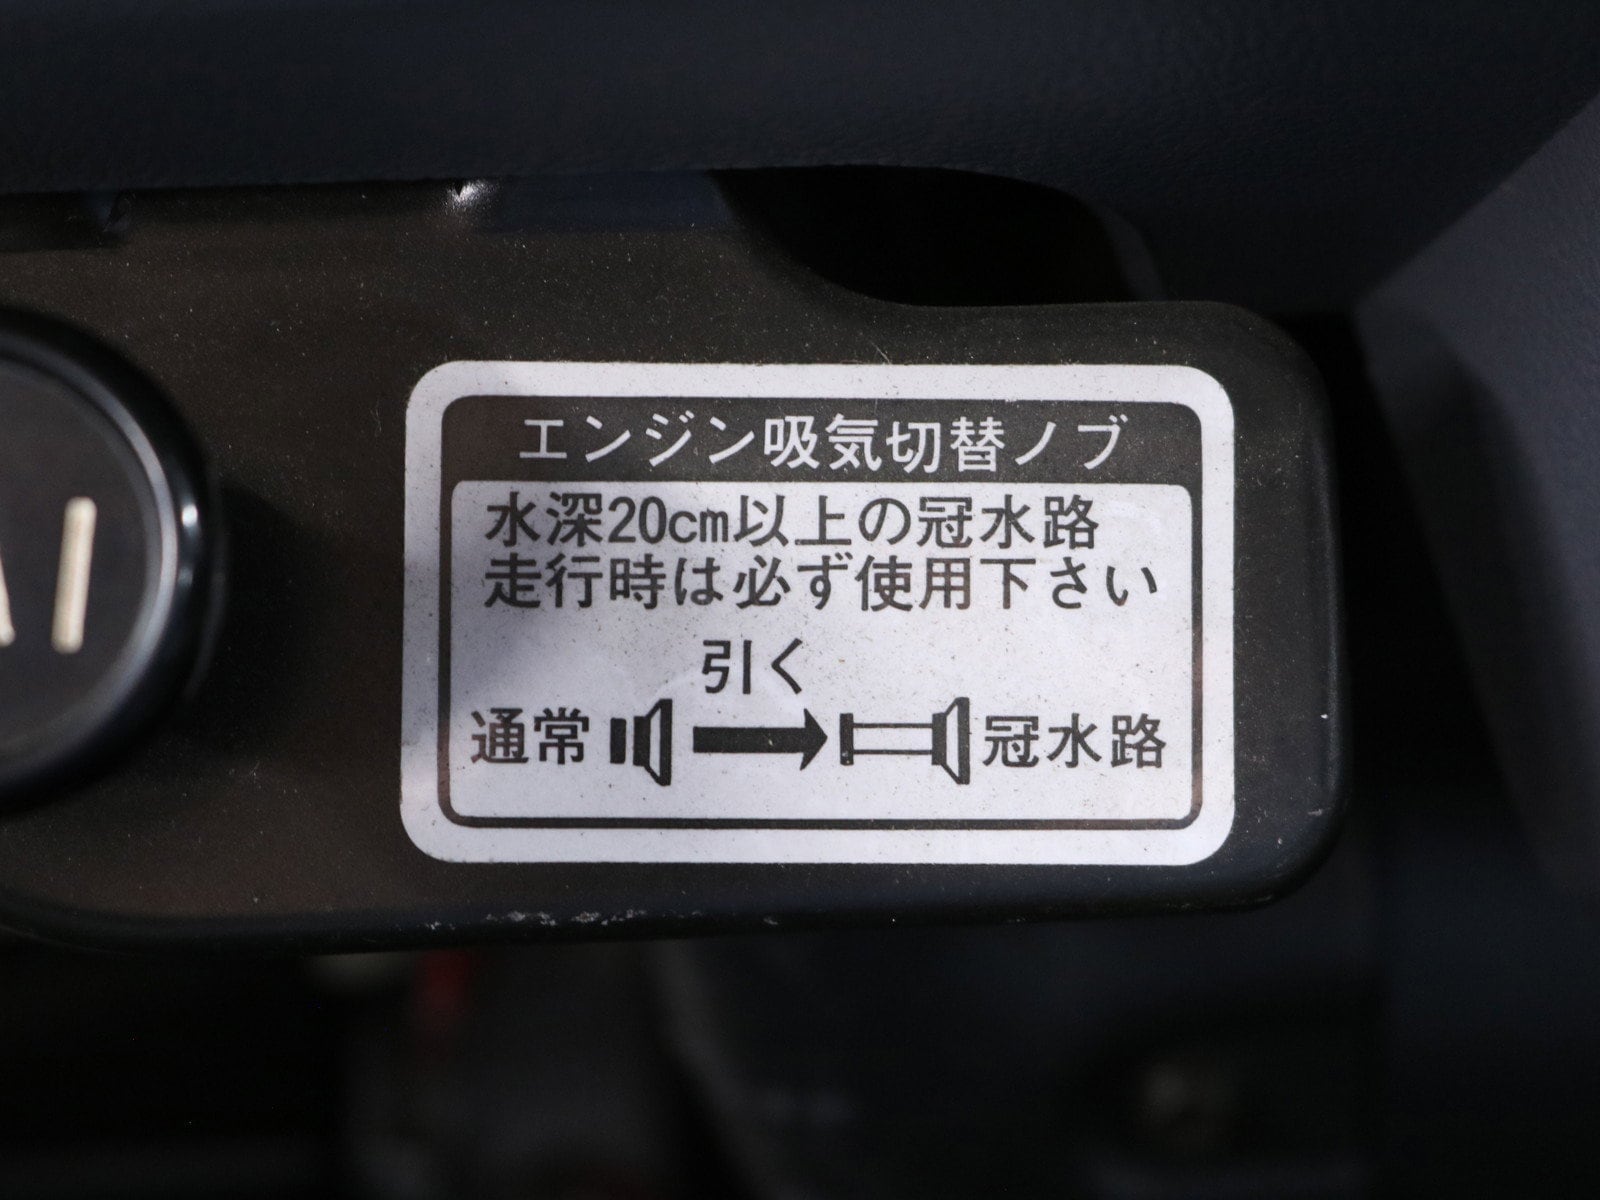 エンジン吸気切替ノブ
水深20cm以上の冠水路
走行時は必ず使用下さい
引く
通常 冠水路